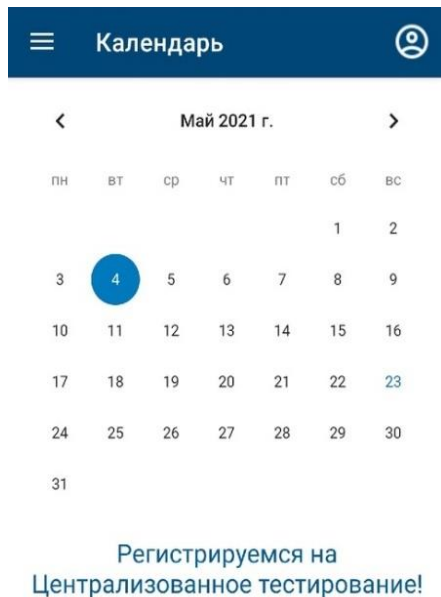 Календарь
Май 2021 г.
пн вт ср чт пт сб вс
1 2
3 4 5 6 7 8 9
10 11 12 13 14 15 16
17 18 19 20 21 22 23
24 25 26 27 28 29 30
31
Регистрируемся на
Централизованное тестирование!